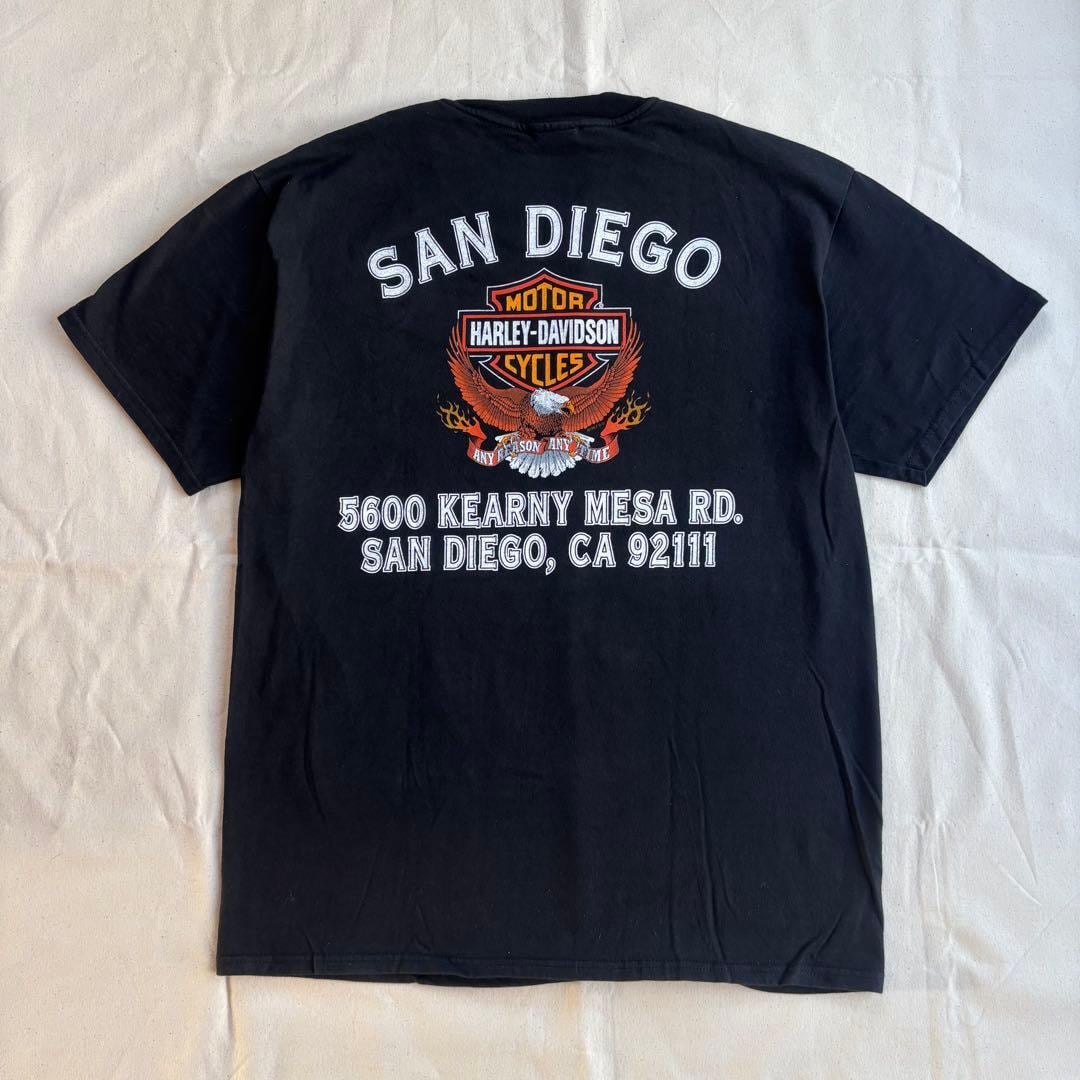 SAN DIEGO
MOTOR
HARLEY-DAVIDSON
CYCLES
ANY REASON ANY TIME
5600 KEARNY MESA RD.
SAN DIEGO, CA 92111